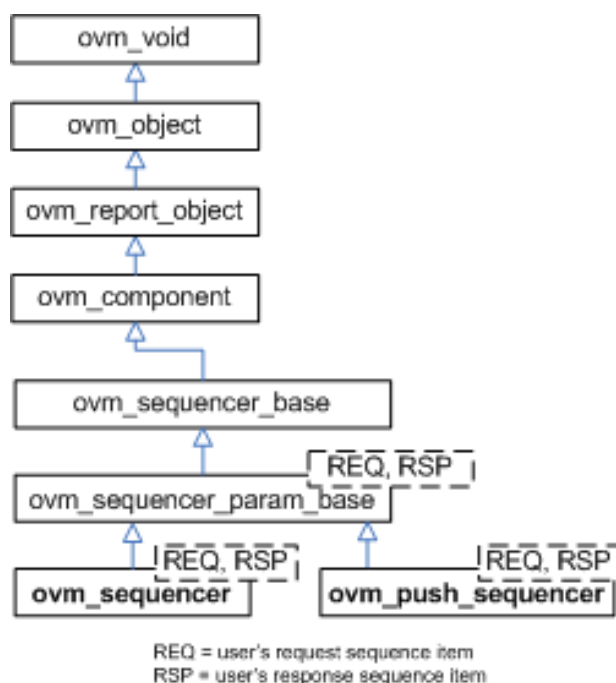 ovm_void
ovm_object
ovm_report_object
ovm_component
ovm_sequencer_base
REQ, RSP
ovm_sequencer_param_base
REQ, RSP
REQ, RSP
ovm_sequencer
ovm_push_sequencer
REQ = user's request sequence item
RSP = user's response sequence item